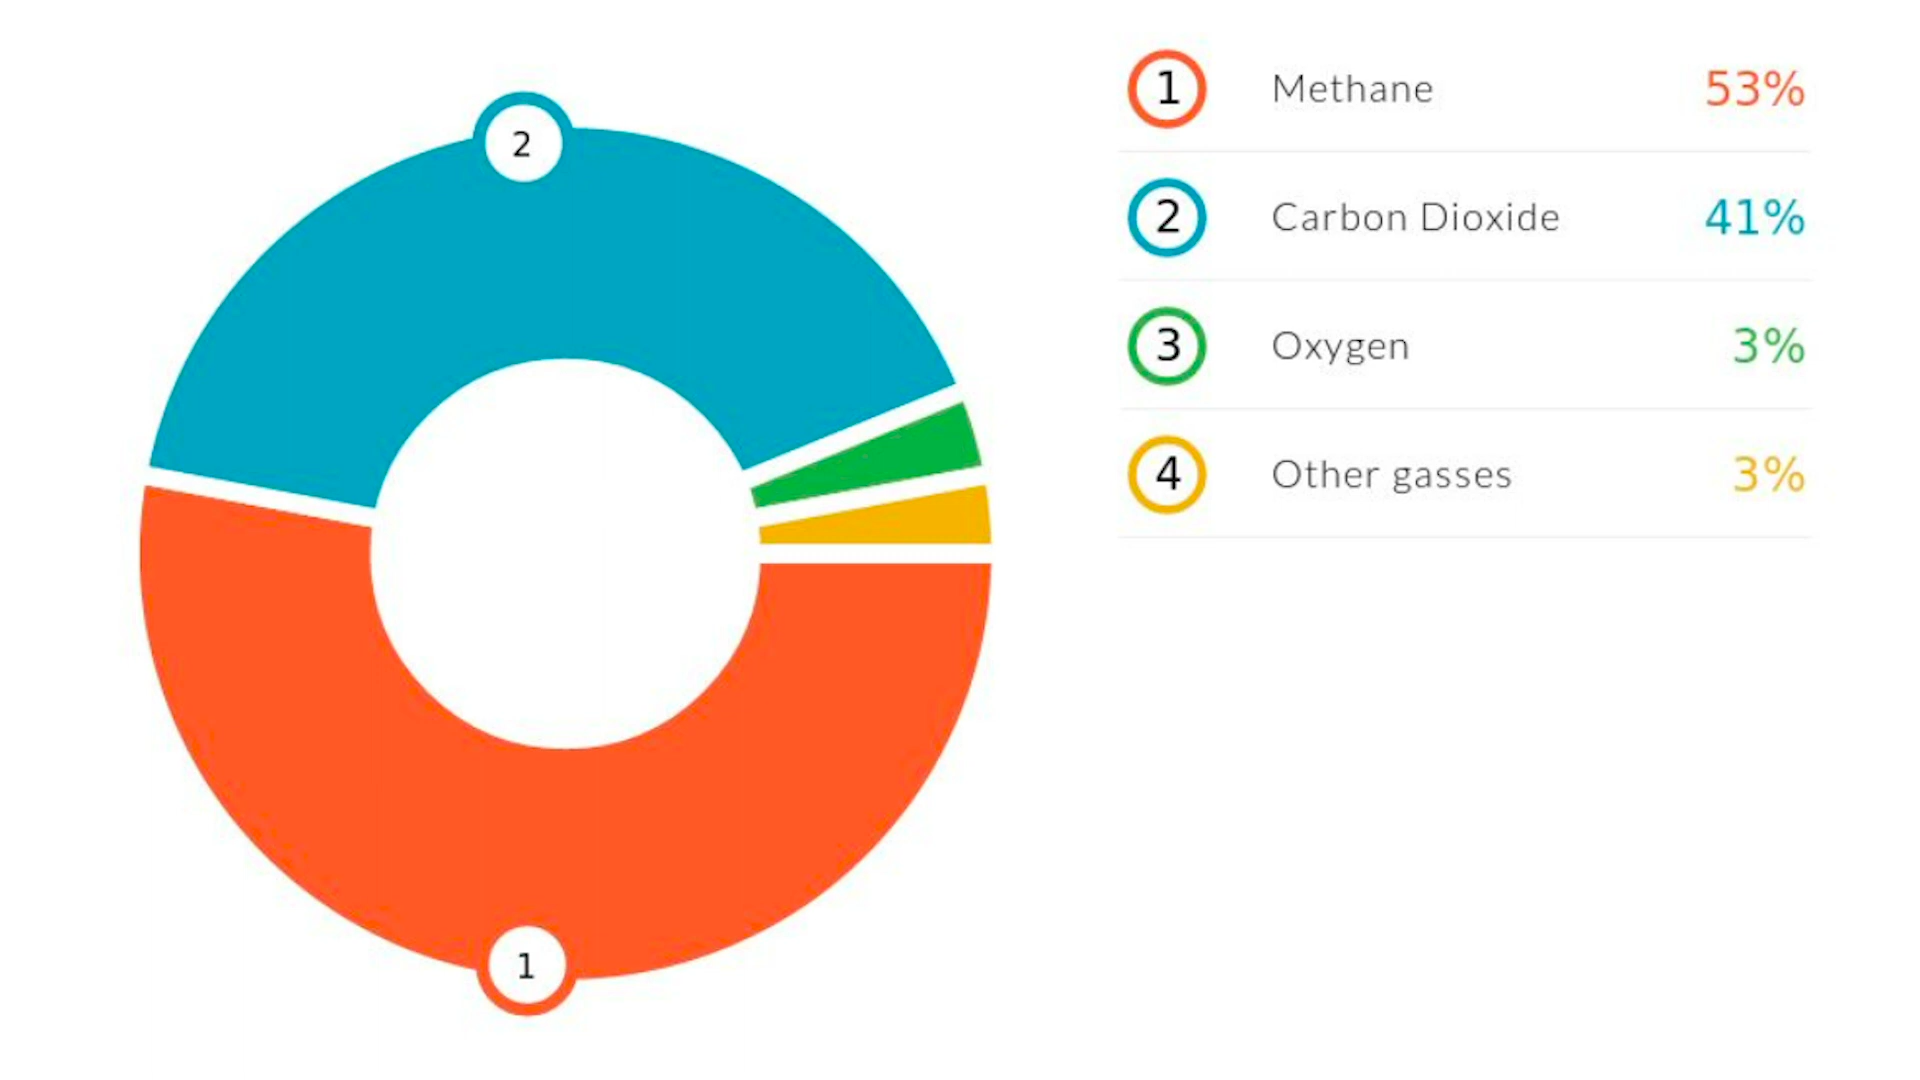 2
1
1 Methane 53%
2 Carbon Dioxide 41%
3 Oxygen 3%
4 Other gasses 3%